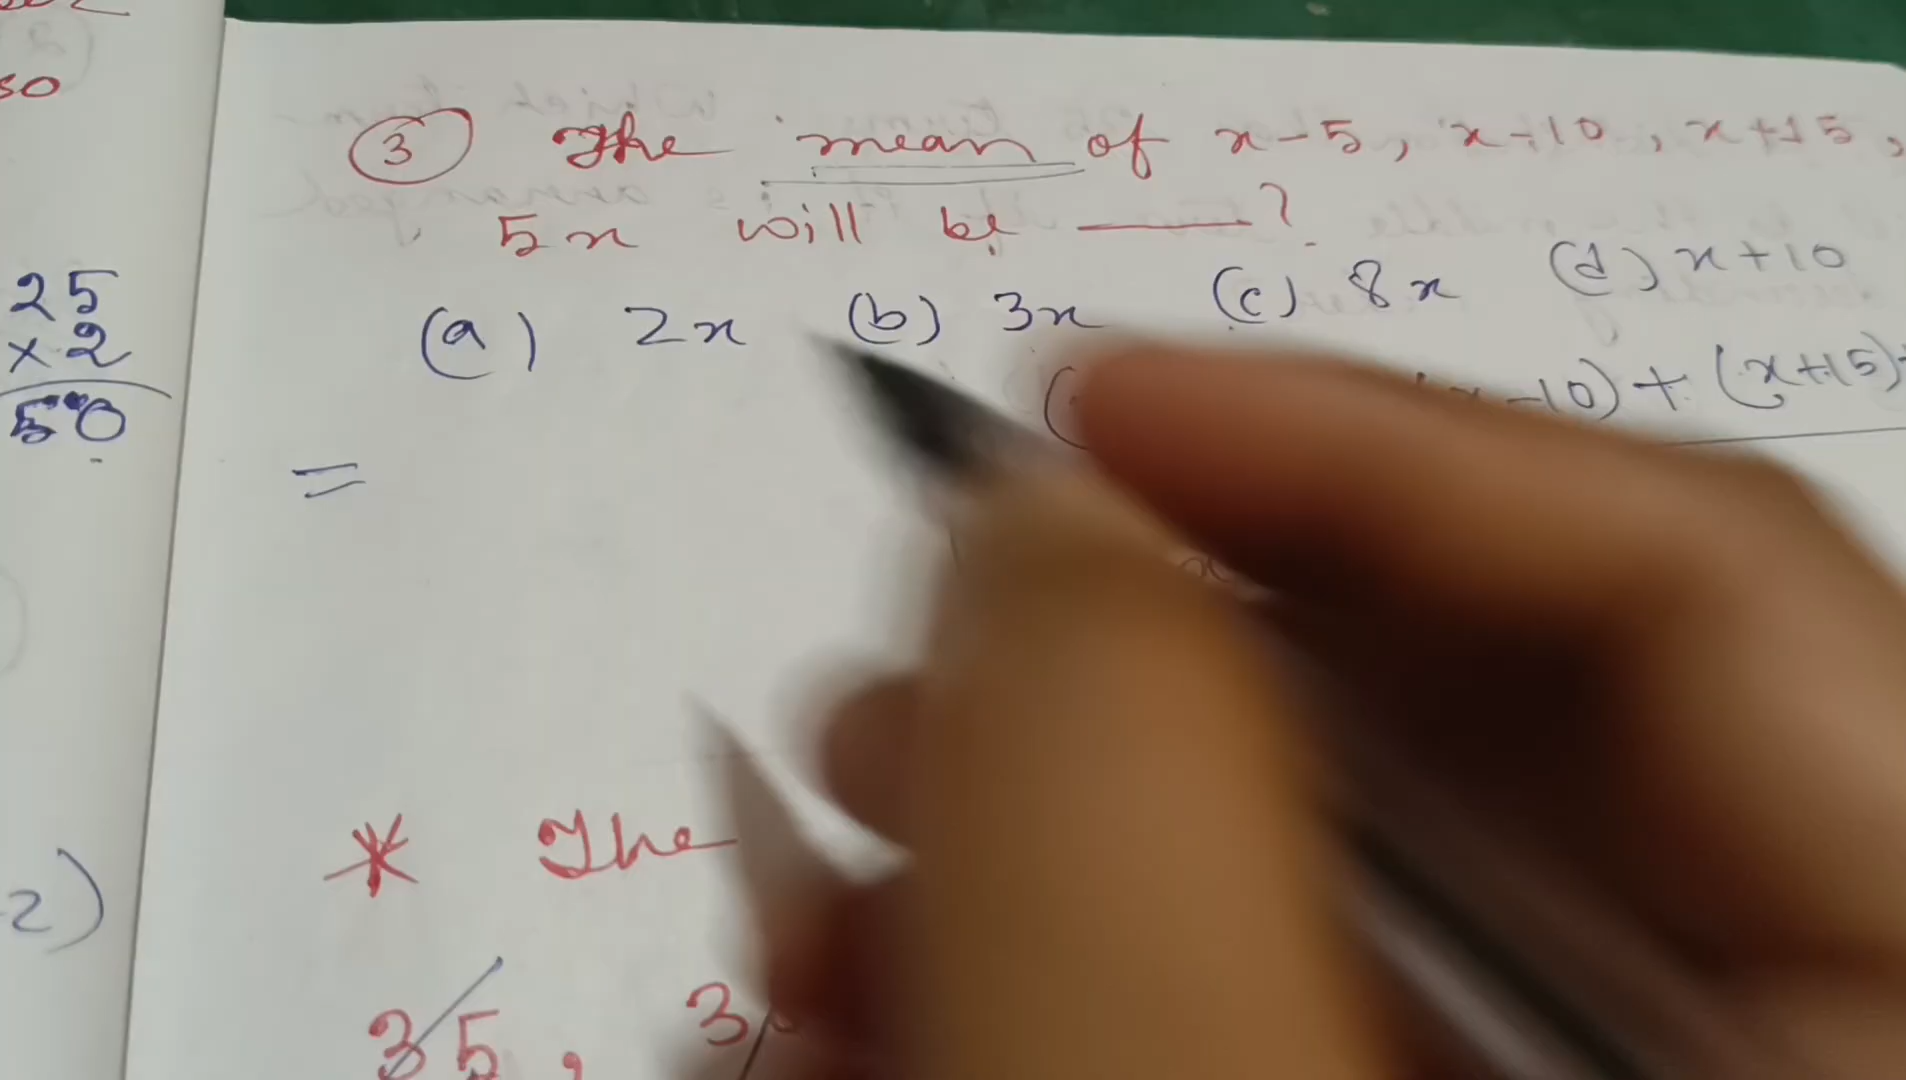 so
25
× 2
50
2)
③ The mean of x-5, x-10, x+15,
5x will be ———?
(a) 2x (b) 3x (c) 8x (d) x+10
-10) + (x+15)+
=
* The
35, 3